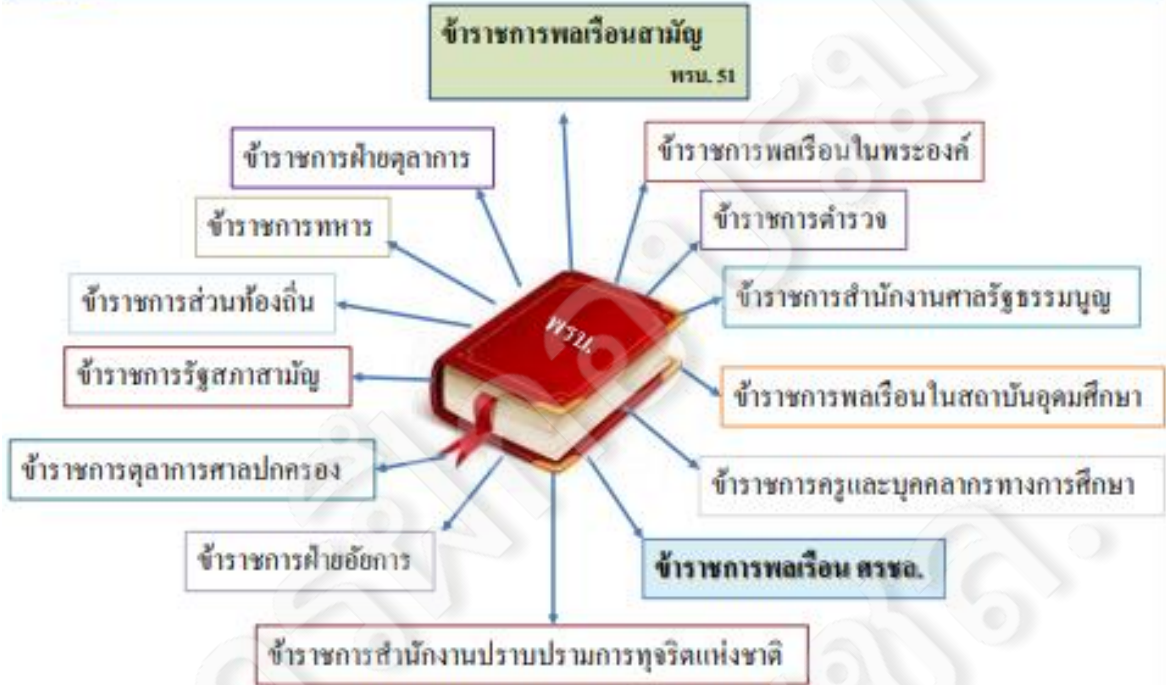 ข้าราชการพลเรือนสามัญ
พรบ. 51
ข้าราชการฝ่ายตุลาการ
ข้าราชการพลเรือนในพระองค์
ข้าราชการทหาร
ข้าราชการตำรวจ
ข้าราชการส่วนท้องถิ่น
ข้าราชการสำนักงานศาลรัฐธรรมนูญ
พรบ.
ข้าราชการรัฐสภาสามัญ
ข้าราชการพลเรือนในสถาบันอุดมศึกษา
ข้าราชการตุลาการศาลปกครอง
ข้าราชการครูและบุคคลากรทางการศึกษา
ข้าราชการฝ่ายอัยการ
ข้าราชการพลเรือน ศรชล.
ข้าราชการสำนักงานปราบปรามการทุจริตแห่งชาติ